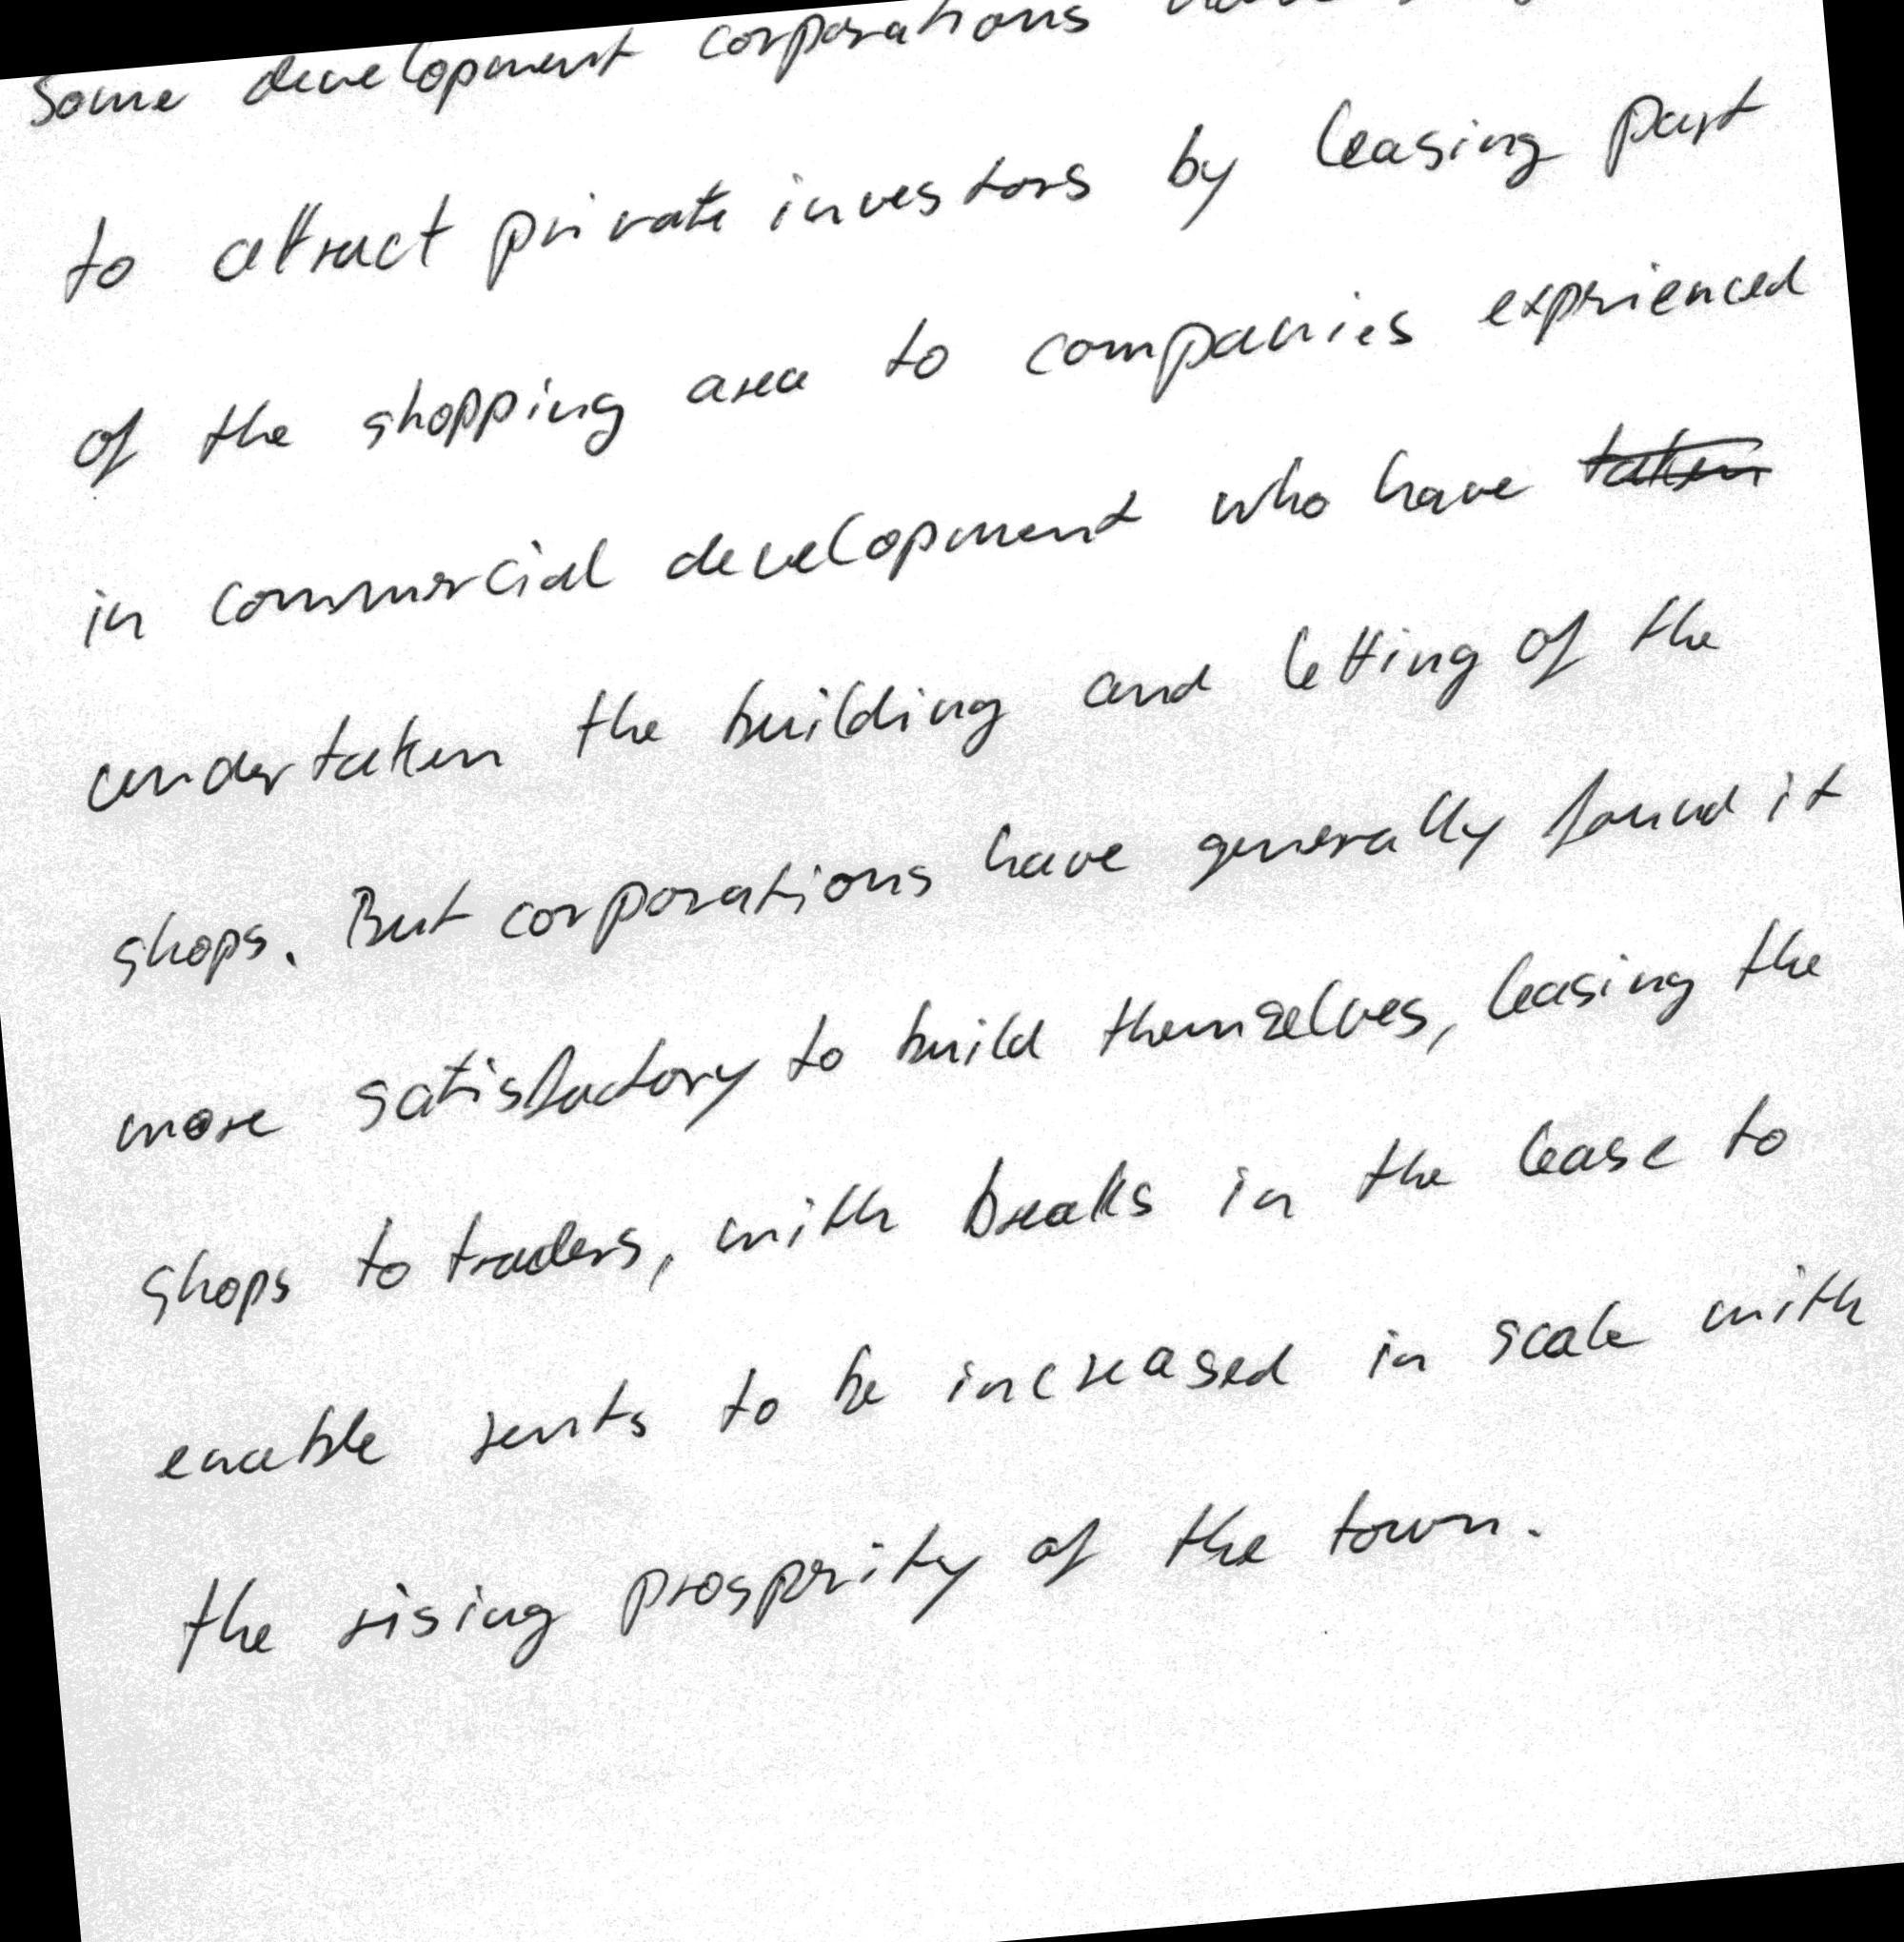 Some development corporations have
to attract private investors by leasing part
of the shopping area to companies exprienced
in commercial development who have taken
undertaken the building and letting of the
shops. But corporations have generally found it
more satisfactory to build themselves, leasing the
shops to traders, with breaks in the lease to
enable rents to be increased in scale with
the rising prosprity of the town.